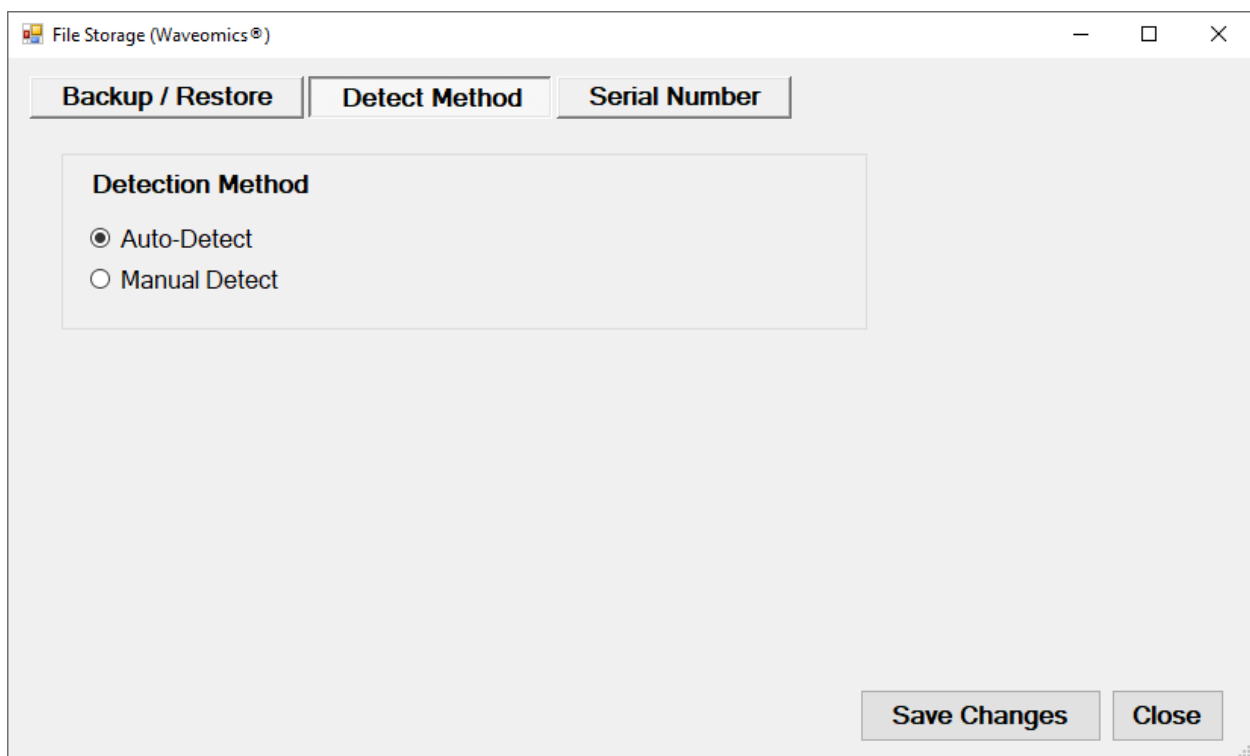 File Storage (Waveomics®)
Backup / Restore Detect Method Serial Number
Detection Method
Auto-Detect
Manual Detect
Save Changes Close